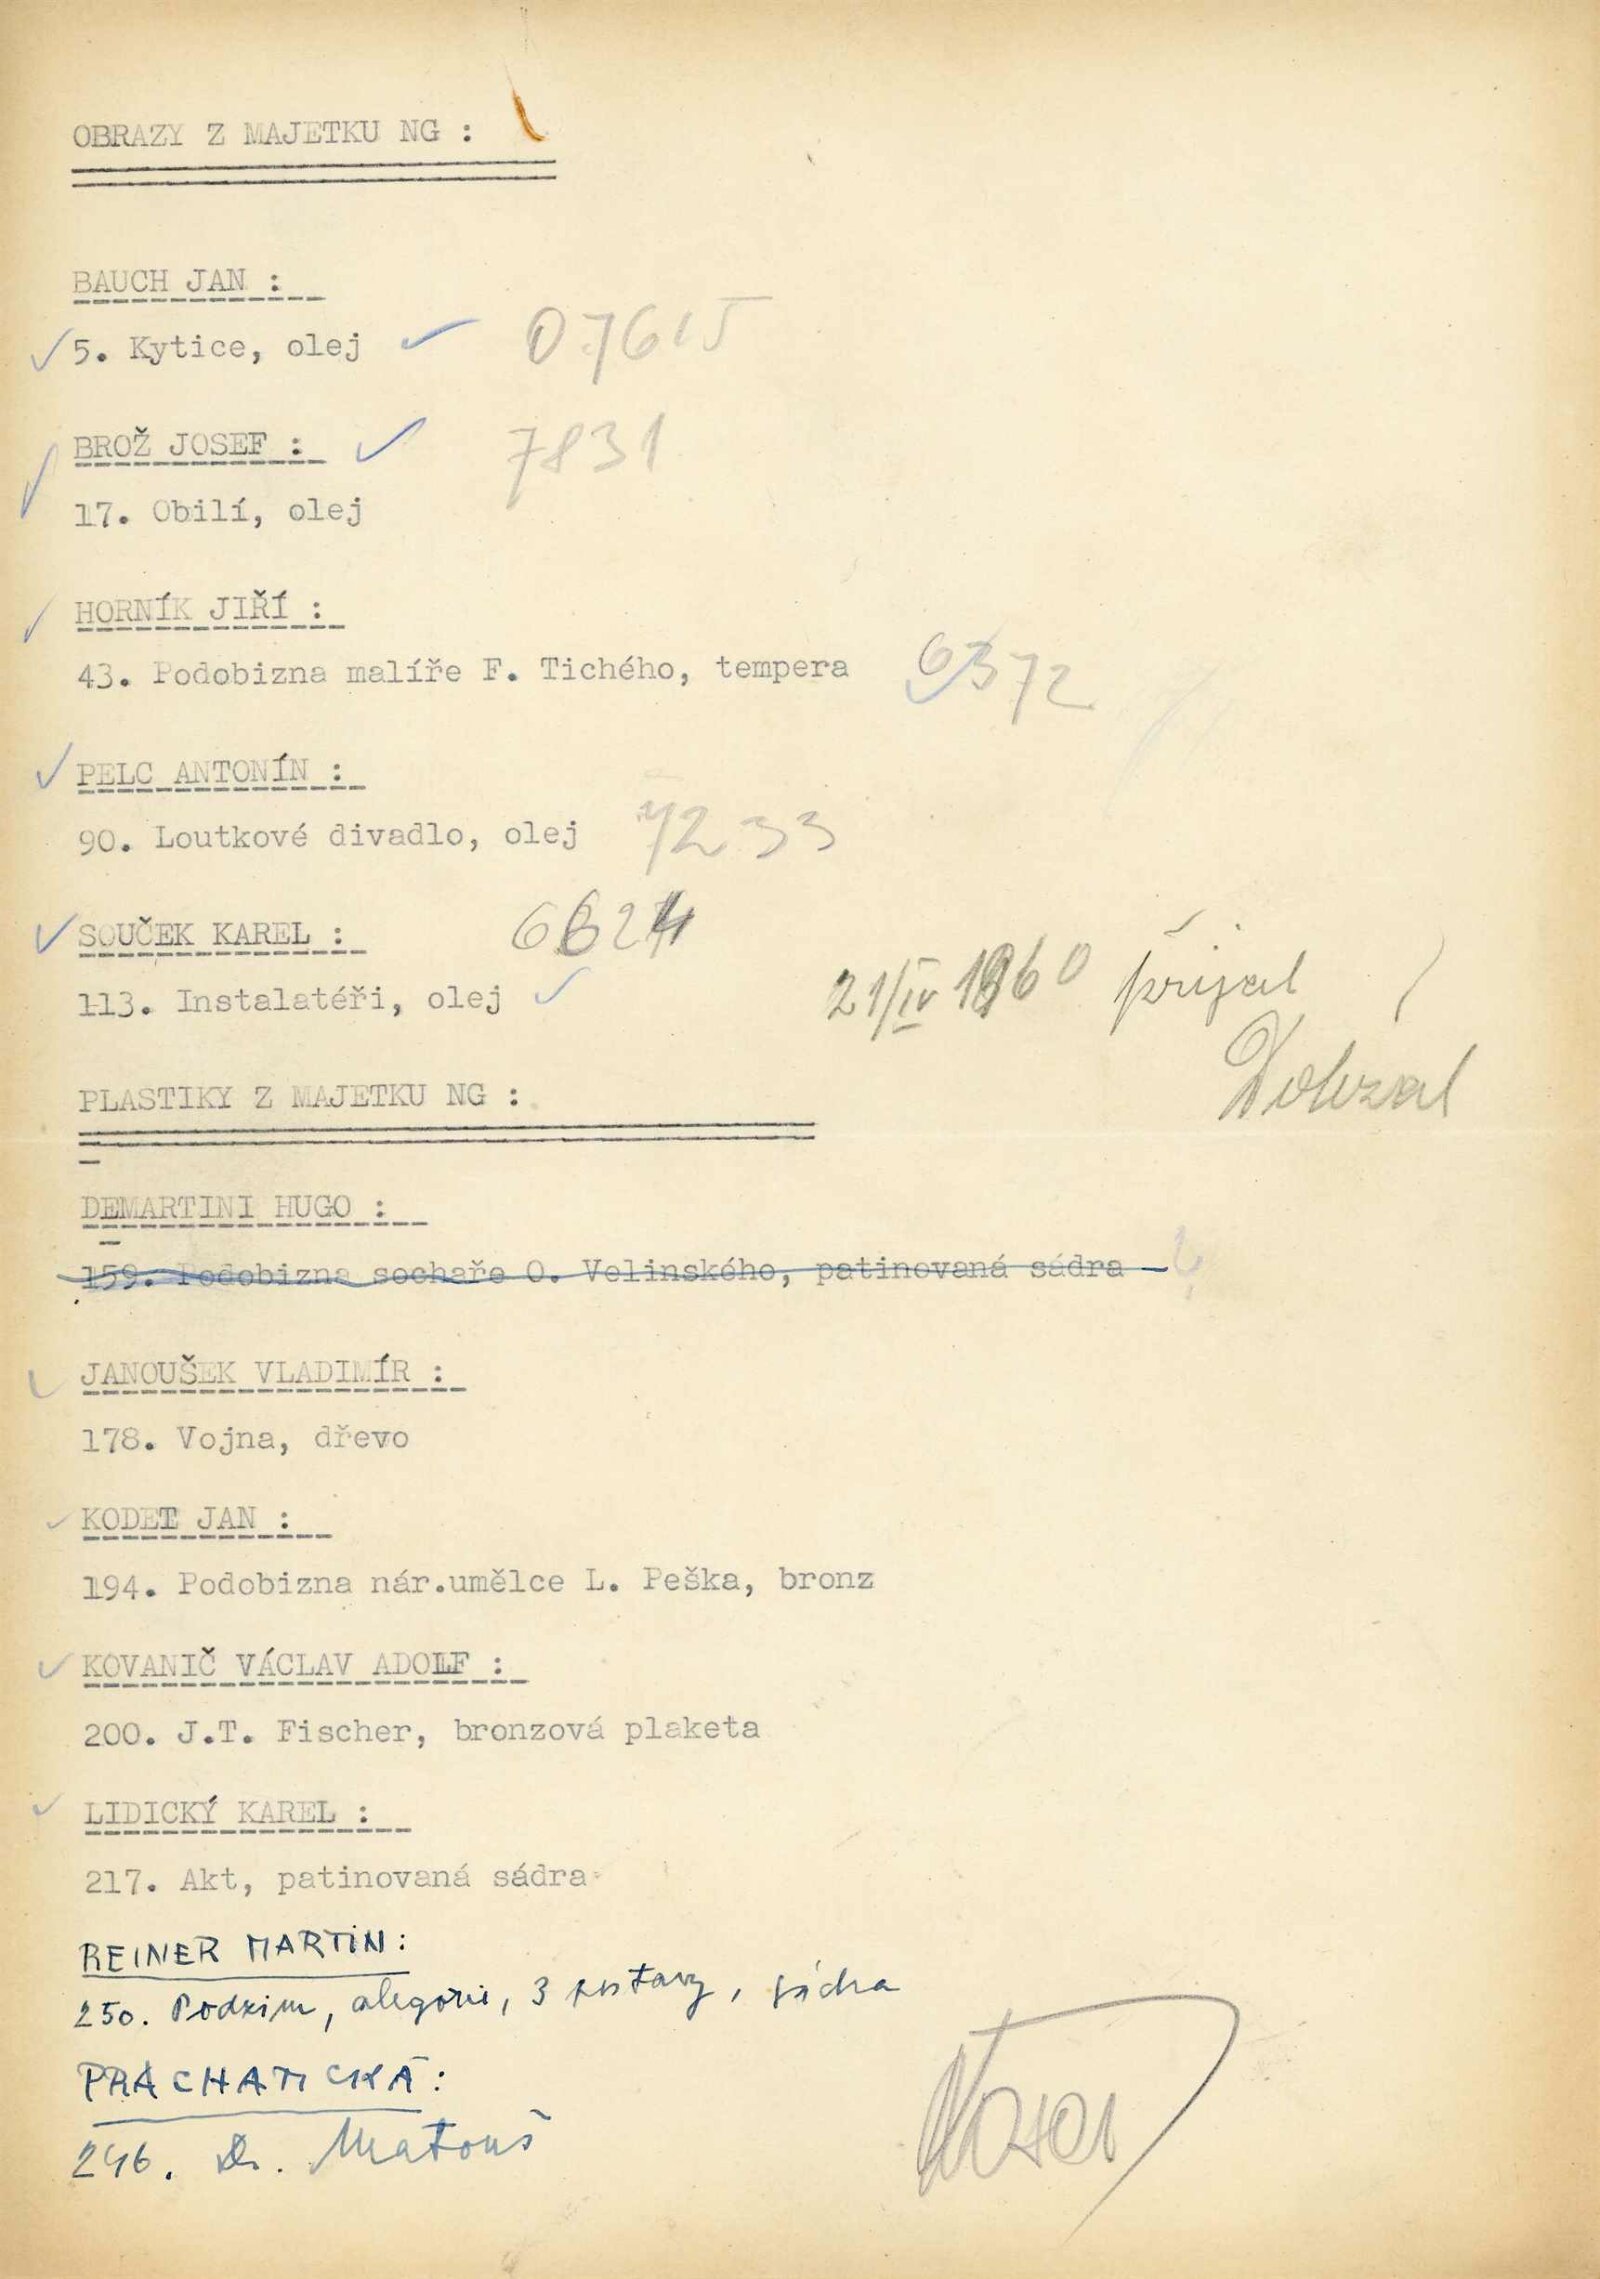 OBRAZY Z MAJETKU NG :
BAUCH JAN :
5. Kytice, olej 07615
BROŽ JOSEF : 7831
17. Obilí, olej
HORNÍK JIŘÍ :
43. Podobizna malíře F. Tichého, tempera 6372
PELC ANTONÍN :
90. Loutkové divadlo, olej 7233
SOUČEK KAREL : 6624
113. Instalatéři, olej
21/IV 1960 přijal
PLASTIKY Z MAJETKU NG :
DEMARTINI HUGO :
159. Podobizna sochaře O. Velinského, patinovaná sádra
JANOUŠEK VLADIMÍR :
178. Vojna, dřevo
KODET JAN :
194. Podobizna nár.umělce L. Peška, bronz
KOVANIČ VÁCLAV ADOLF :
200. J.T. Fischer, bronzová plaketa
LIDICKÝ KAREL :
217. Akt, patinovaná sádra
REINER MARTIN:
250. Podzim, alegorie, 3 postavy, sádra
PRACHATICKÁ:
246. Dr. Matouš